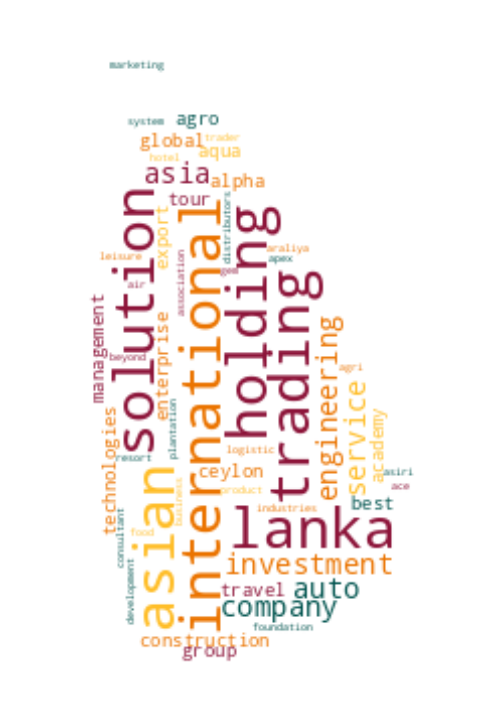 marketing
system
agro
global
trader
hotel
aqua
asia
alpha
tour
solution
international
export
distributors
holding
araliya
apex
leisure
association
gem
air
trading
management
beyond
enterprise
engineering
agri
plantation
service
academy
technologies
resort
logistic
ceylon
asiri
asian
business
product
ace
best
industries
lanka
consultant
food
investment
development
travel
auto
company
foundation
construction
group